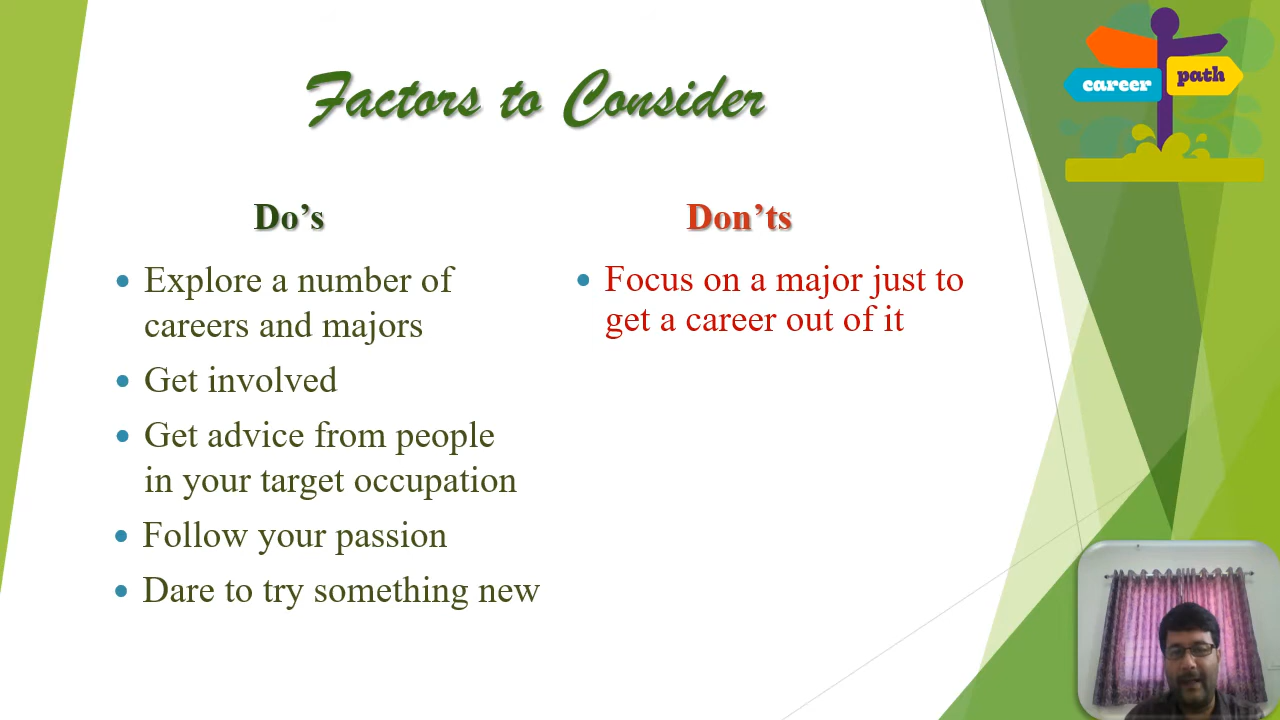 Factors to Consider
career
path
Do’s
Explore a number of
careers and majors
Get involved
Get advice from people
in your target occupation
Follow your passion
Dare to try something new
Don’ts
Focus on a major just to
get a career out of it